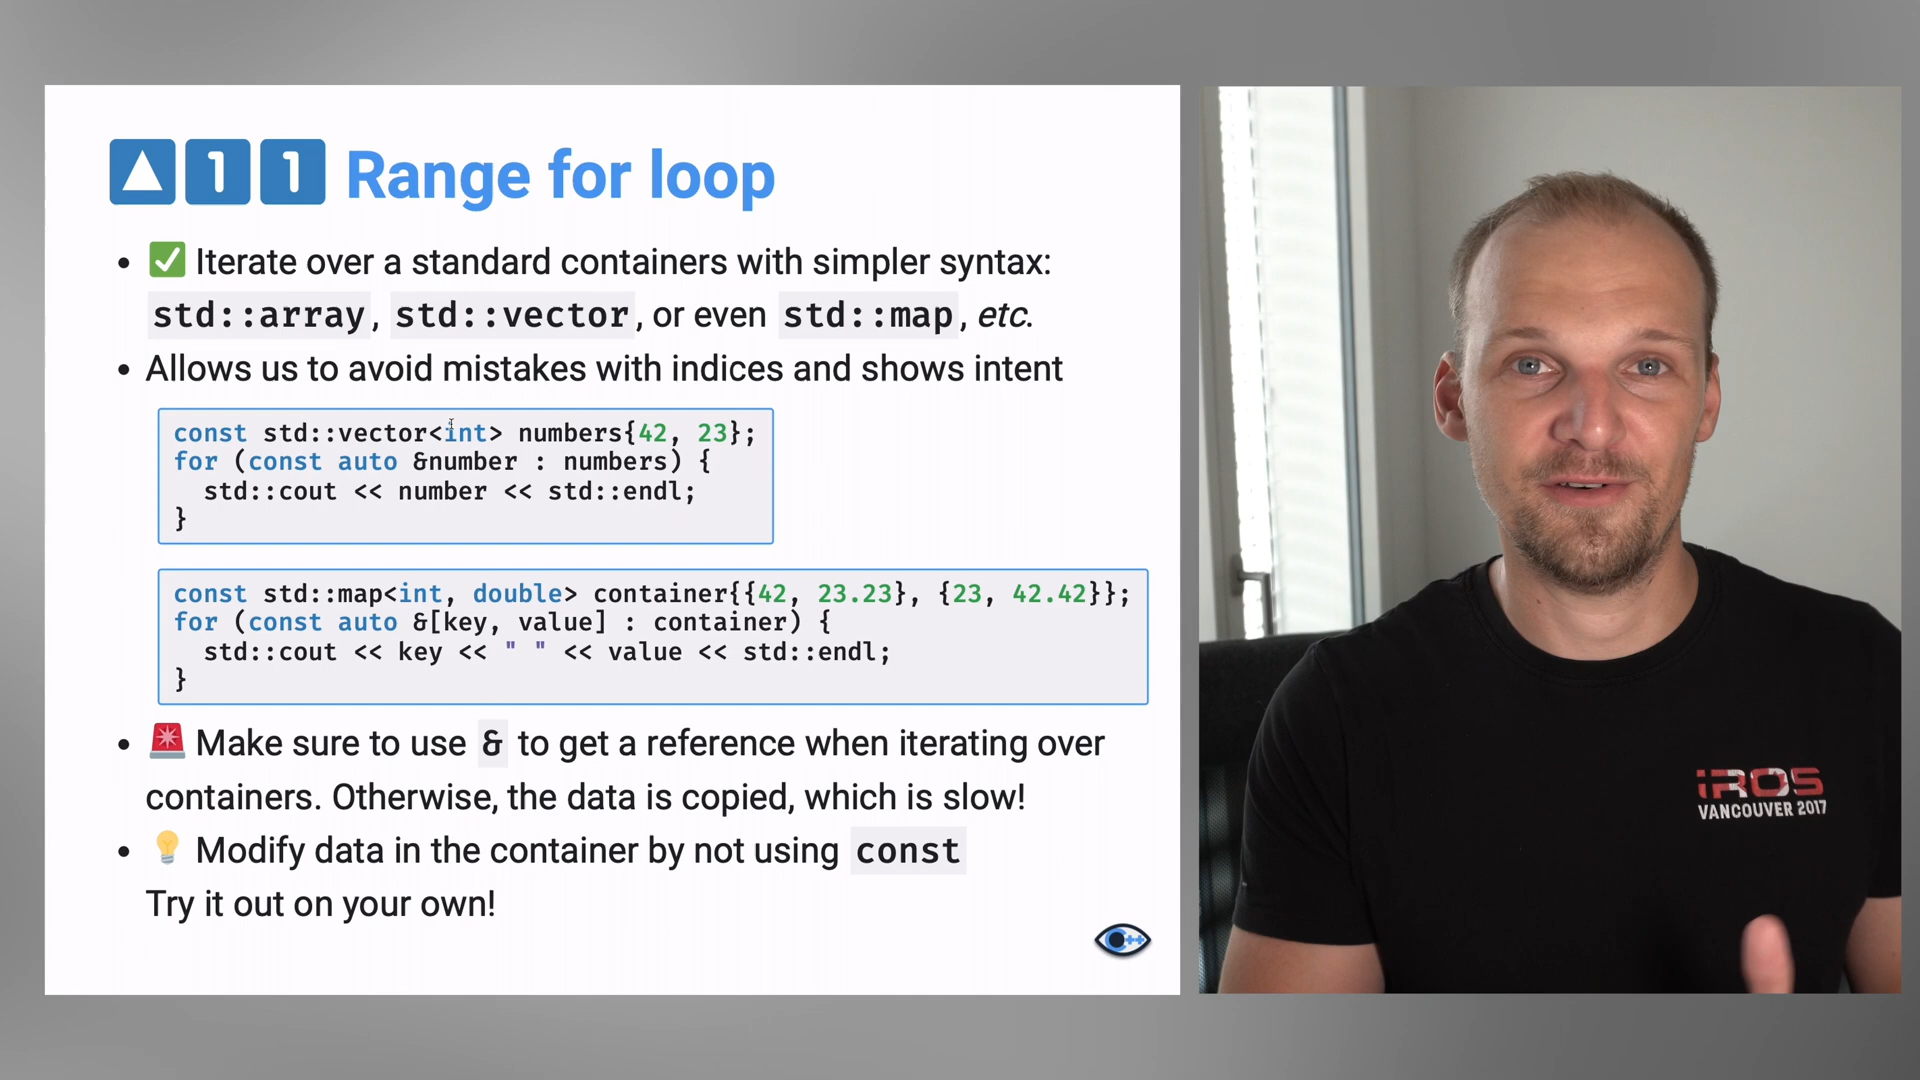 11 Range for loop
• Iterate over a standard containers with simpler syntax:
std::array, std::vector, or even std::map, etc.
• Allows us to avoid mistakes with indices and shows intent
const std::vector<int> numbers{42, 23};
for (const auto &number : numbers) {
  std::cout << number << std::endl;
}
const std::map<int, double> container{{42, 23.23}, {23, 42.42}};
for (const auto &[key, value] : container) {
  std::cout << key << " " << value << std::endl;
}
• Make sure to use & to get a reference when iterating over
containers. Otherwise, the data is copied, which is slow!
• Modify data in the container by not using const
Try it out on your own!
C++
iROS
VANCOUVER 2017